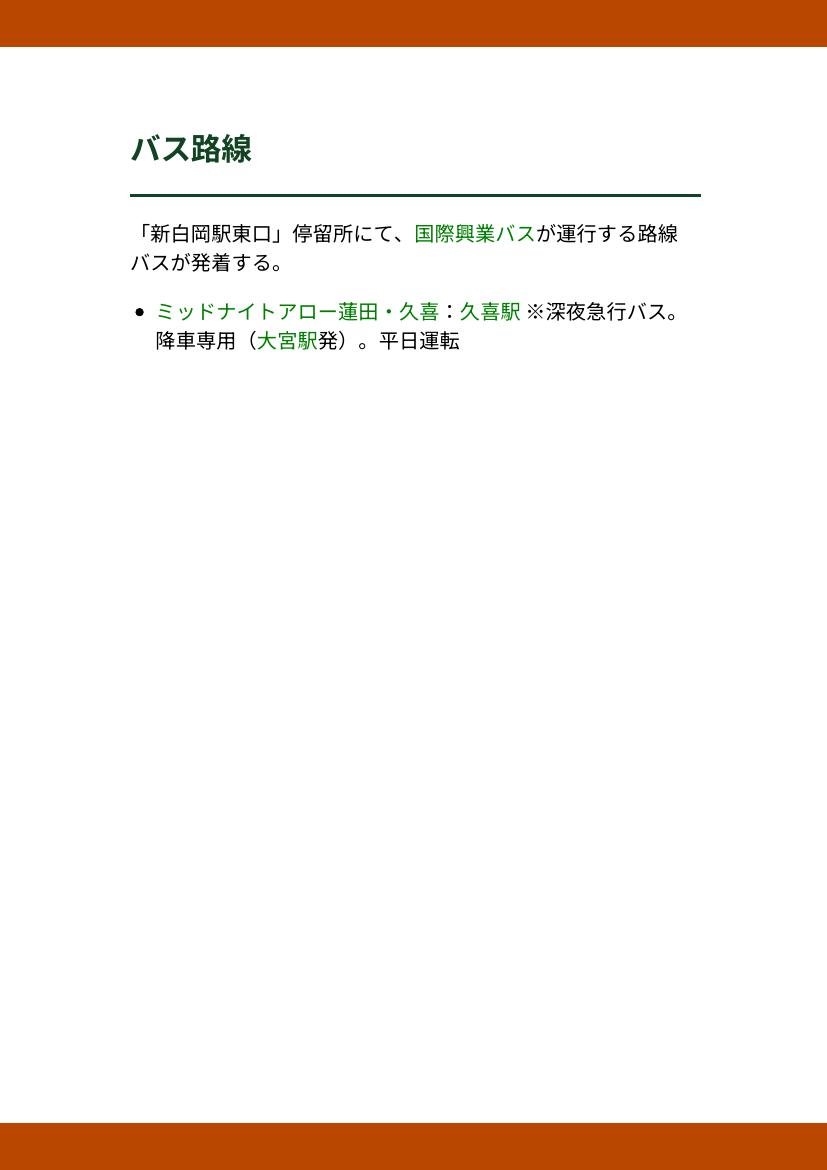 バス路線
「新白岡駅東口」停留所にて、国際興業バスが運行する路線
バスが発着する。
• ミッドナイトアロー蓮田・久喜：久喜駅 ※深夜急行バス。
降車専用（大宮駅発）。平日運転